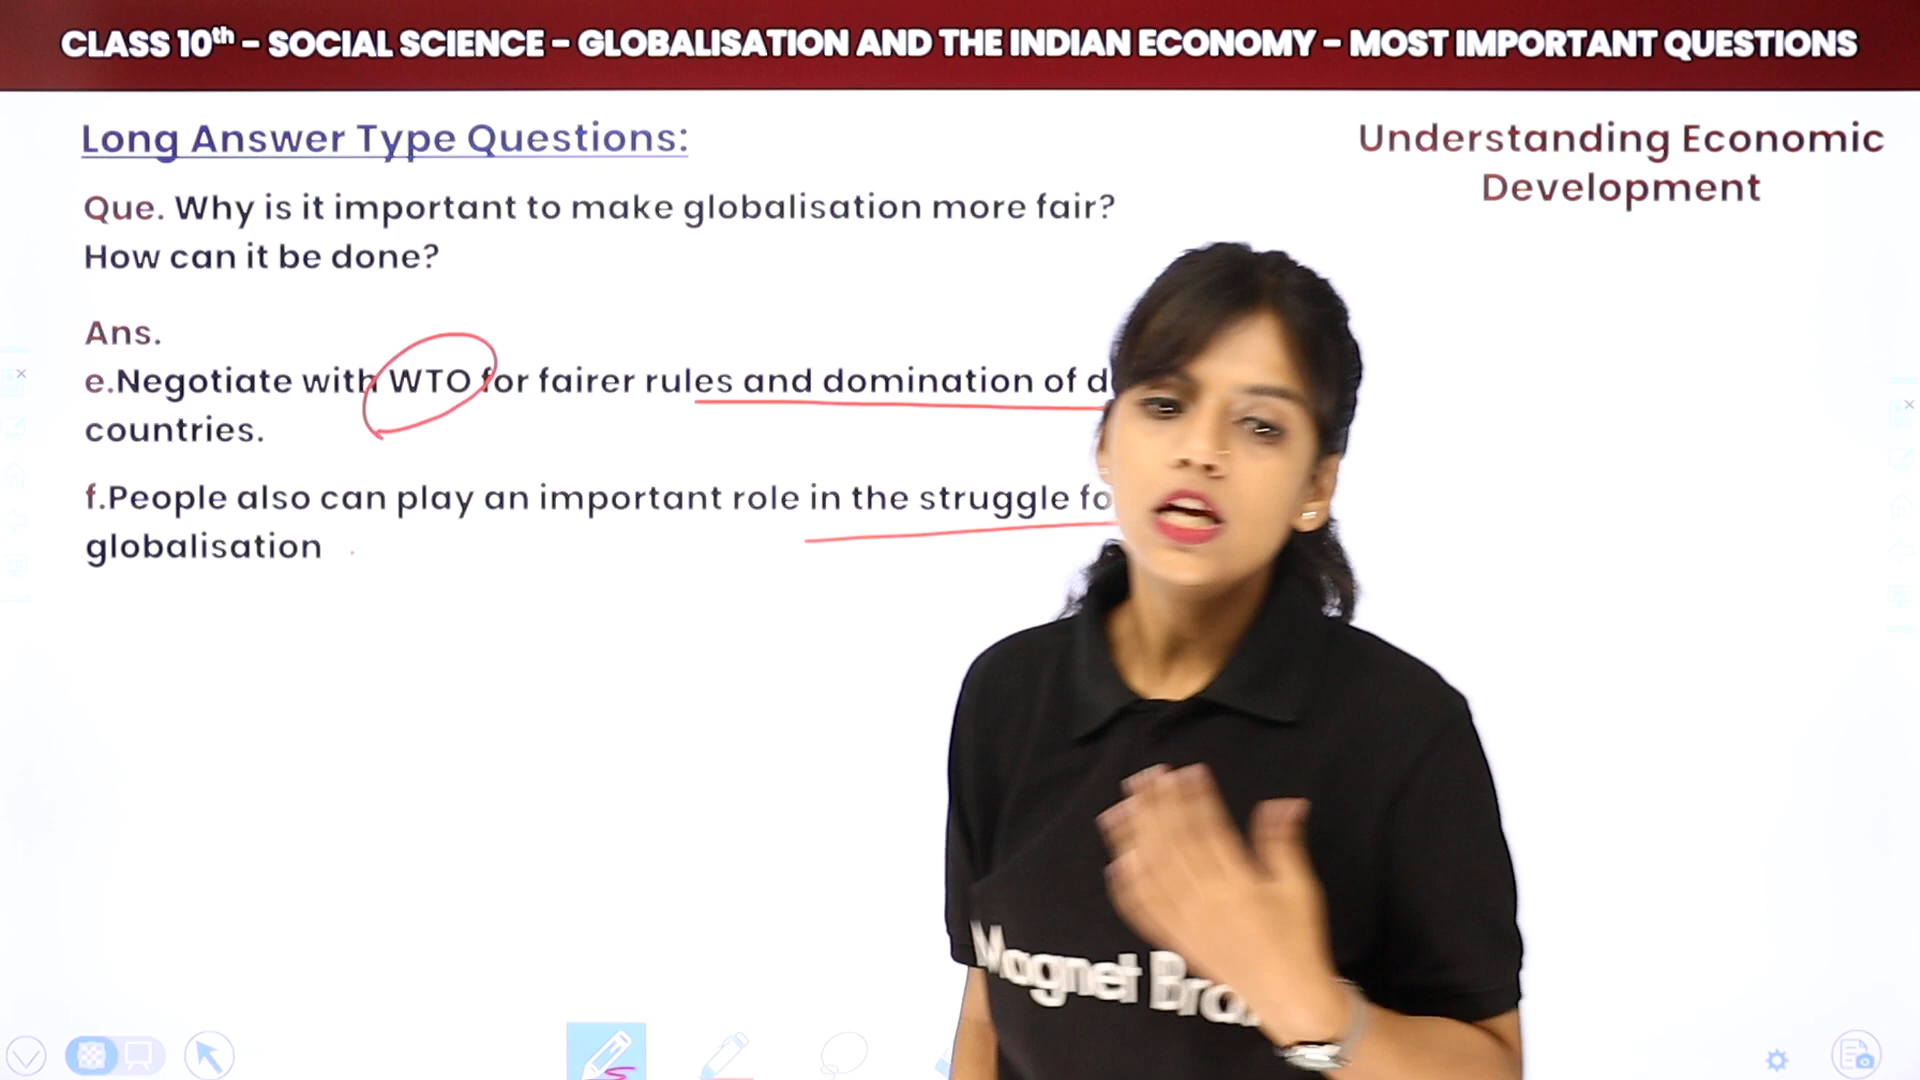 CLASS 10th - SOCIAL SCIENCE - GLOBALISATION AND THE INDIAN ECONOMY - MOST IMPORTANT QUESTIONS
Long Answer Type Questions:
Understanding Economic
Development
Que. Why is it important to make globalisation more fair?
How can it be done?
Ans.
e.Negotiate with WTO for fairer rules and domination of
countries.
f.People also can play an important role in the struggle
globalisation
Magnet